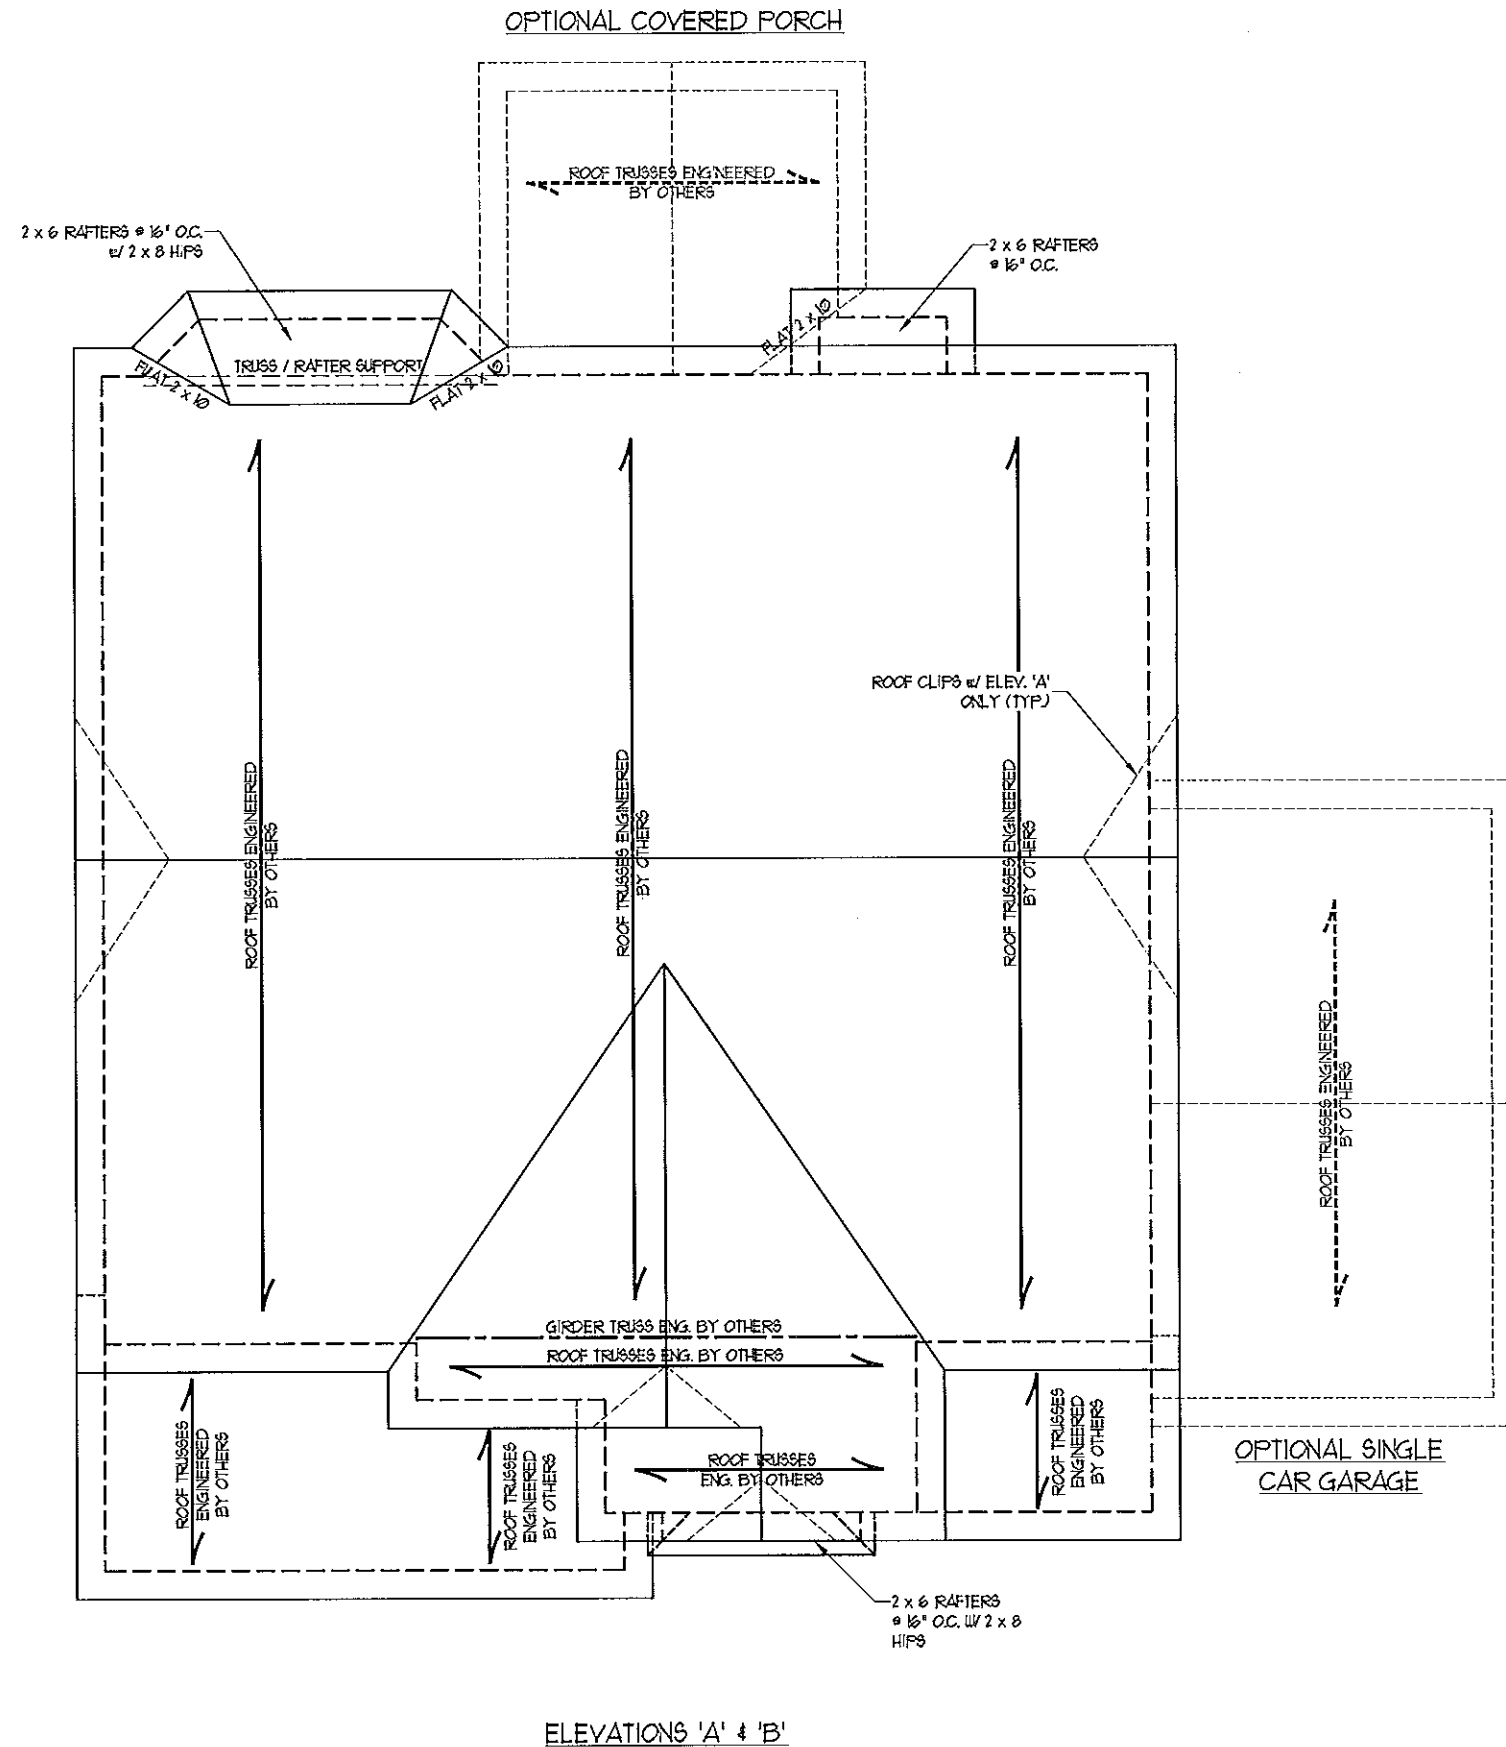 OPTIONAL COVERED PORCH
ROOF TRUSSES ENGINEERED
BY OTHERS
2 x 6 RAFTERS @ 16" O.C.
w/ 2 x 8 HIPS
2 x 6 RAFTERS
@ 16" O.C.
FLAT 2 x 10
TRUSS / RAFTER SUPPORT
FLAT 2 x 10
FLAT 2 x 10
ROOF CLIPS w/ ELEV. 'A'
ONLY (TYP.)
ROOF TRUSSES ENGINEERED
BY OTHERS
ROOF TRUSSES ENGINEERED
BY OTHERS
ROOF TRUSSES ENGINEERED
BY OTHERS
ROOF TRUSSES ENGINEERED
BY OTHERS
GIRDER TRUSS ENG. BY OTHERS
ROOF TRUSSES ENG. BY OTHERS
ROOF TRUSSES
ENGINEERED
BY OTHERS
ROOF TRUSSES
ENGINEERED
BY OTHERS
ROOF TRUSSES
ENG. BY OTHERS
ROOF TRUSSES
ENGINEERED
BY OTHERS
OPTIONAL SINGLE
CAR GARAGE
2 x 6 RAFTERS
@ 16" O.C. W/ 2 x 8
HIPS
ELEVATIONS 'A' & 'B'